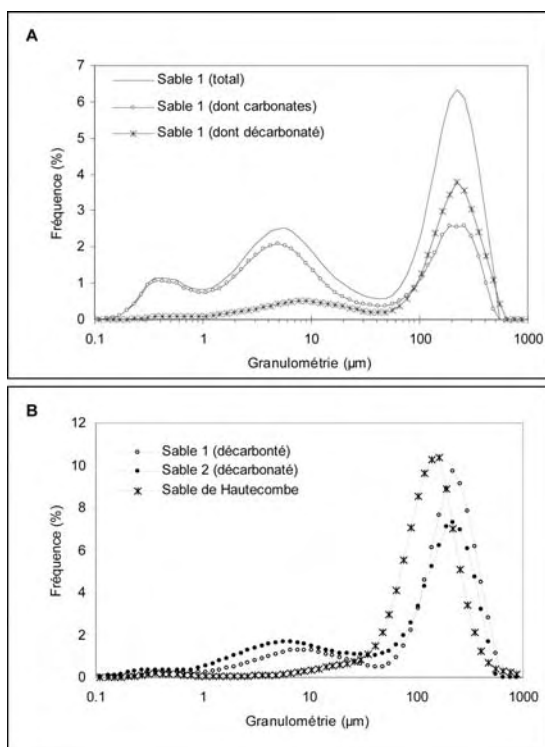 A
Sable 1 (total)
Sable 1 (dont carbonates)
Sable 1 (dont décarbonaté)
Fréquence (%)
7
6
5
4
3
2
1
0
0.1 1 10 100 1000
Granulométrie (µm)
B
Sable 1 (décarbonté)
Sable 2 (décarbonaté)
Sable de Hautecombe
Fréquence (%)
12
10
8
6
4
2
0
0.1 1 10 100 1000
Granulométrie (µm)